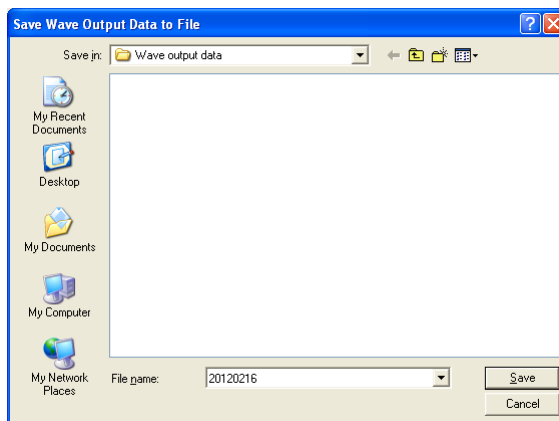 Save Wave Output Data to File
Save in: Wave output data
My Recent
Documents
Desktop
My Documents
My Computer
My Network
Places
File name: 20120216 Save
Cancel